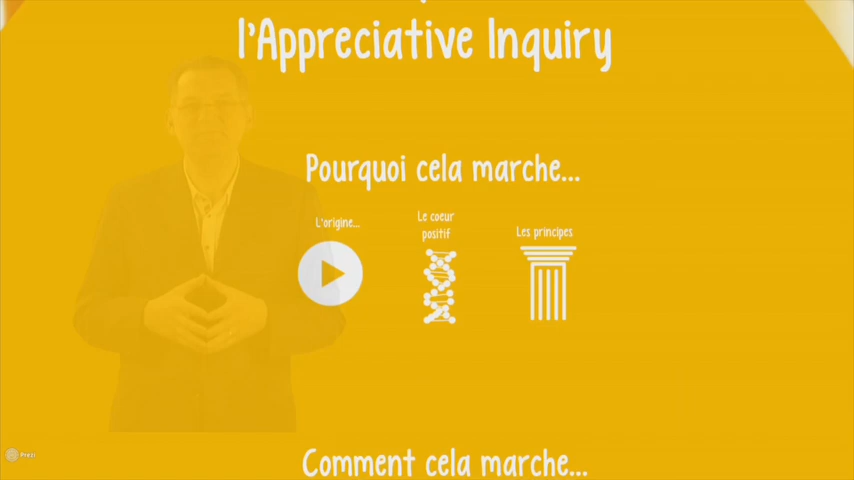 l'Appreciative Inquiry
Pourquoi cela marche...
L'origine...
Le coeur
positif
Les principes
Comment cela marche...
Prezi